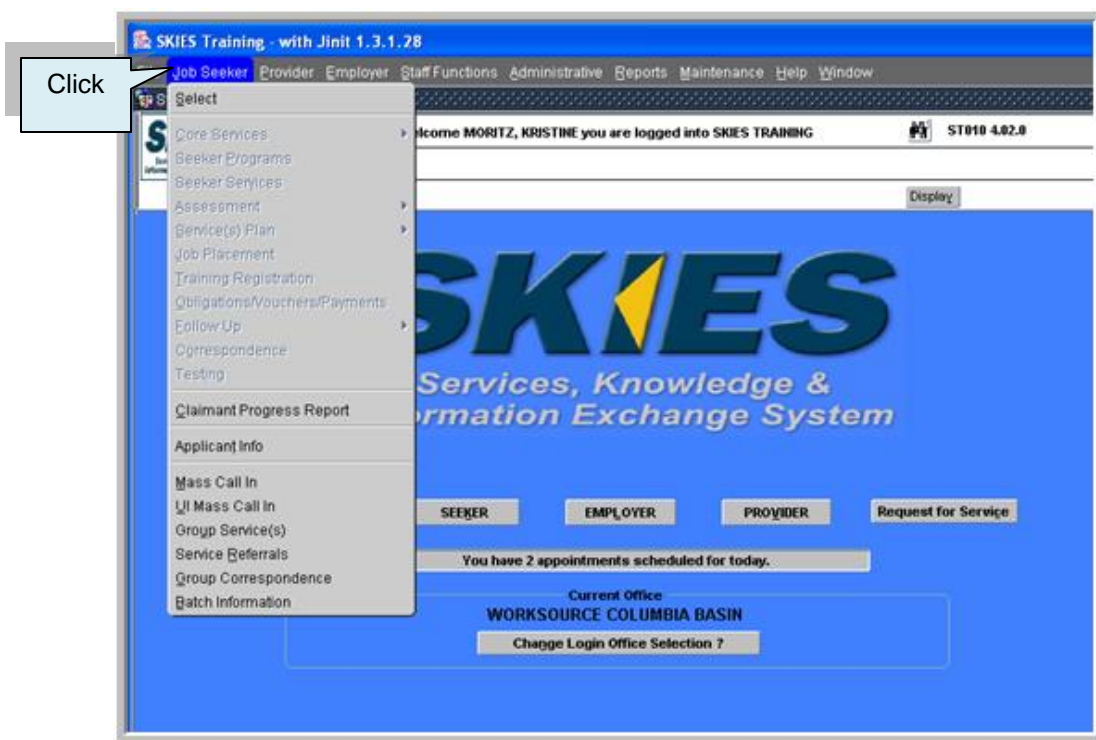 SKIES Training - with Jinit 1.3.1.28
Click
Job Seeker Provider Employer Staff Functions Administrative Reports Maintenance Help Window
Select
Core Services
Seeker Programs
Seeker Services
Assessment
Service(s) Plan
Job Placement
Training Registration
Obligations/Vouchers/Payments
Follow Up
Correspondence
Testing
Claimant Progress Report
Applicant Info
Mass Call In
UI Mass Call In
Group Service(s)
Service Referrals
Group Correspondence
Batch Information
elcome MORITZ, KRISTINE you are logged into SKIES TRAINING
ST010 4.02.0
Display
SKIES
Services, Knowledge &
ormation Exchange System
SEEKER EMPLOYER PROVIDER Request for Service
You have 2 appointments scheduled for today.
Current Office
WORKSOURCE COLUMBIA BASIN
Change Login Office Selection ?